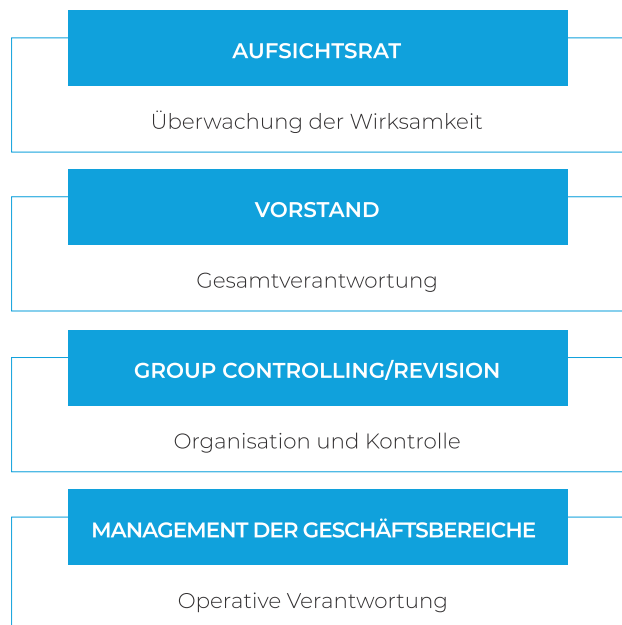 AUFSICHTSRAT
Überwachung der Wirksamkeit
VORSTAND
Gesamtverantwortung
GROUP CONTROLLING/REVISION
Organisation und Kontrolle
MANAGEMENT DER GESCHÄFTSBEREICHE
Operative Verantwortung